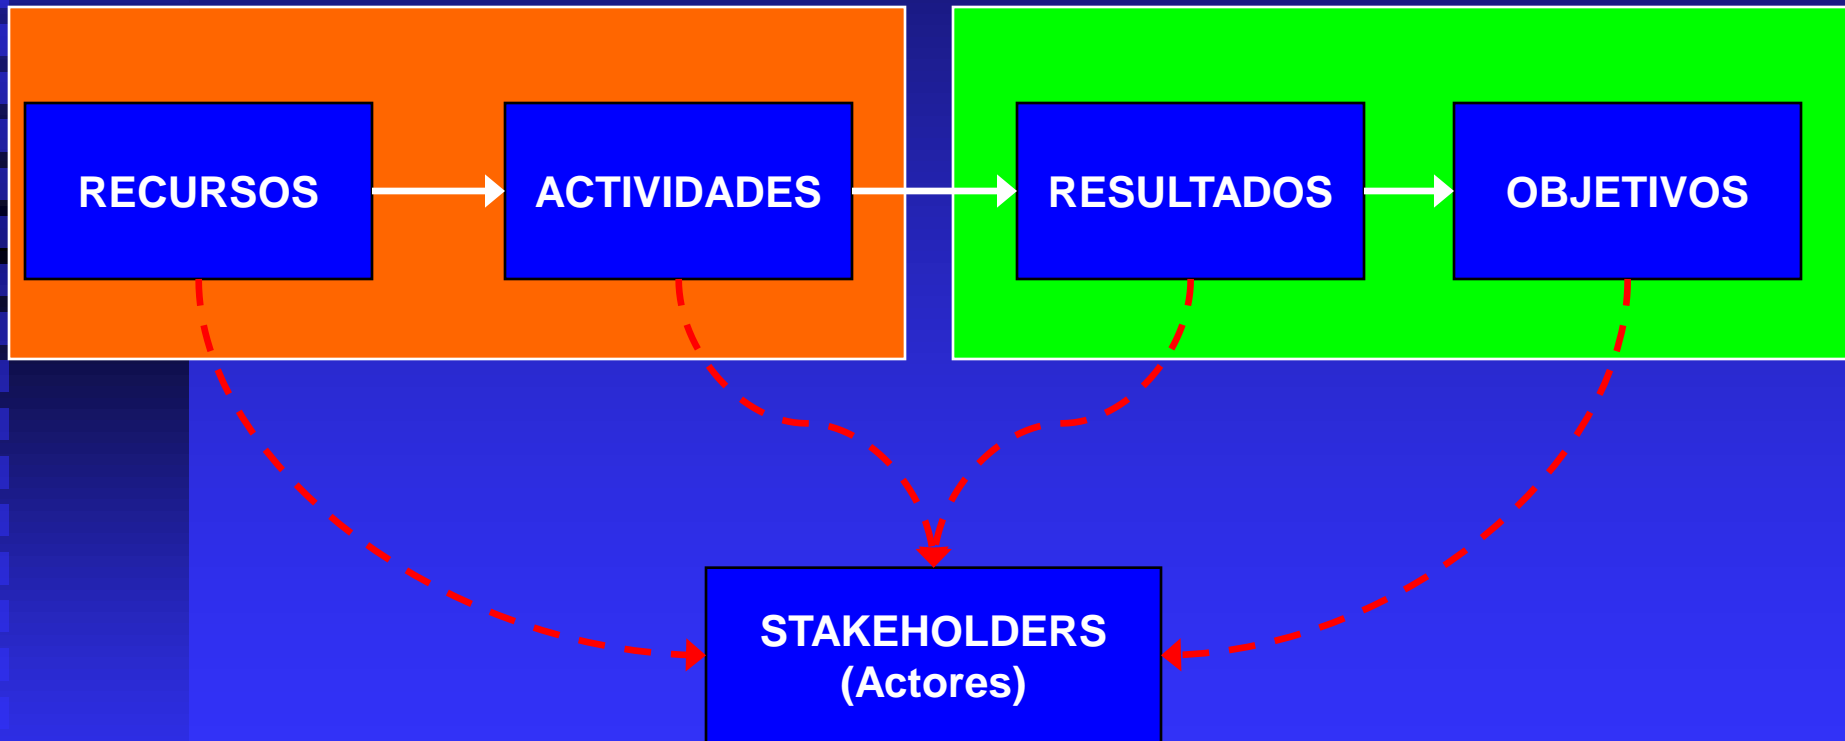 RECURSOS
ACTIVIDADES
RESULTADOS
OBJETIVOS
STAKEHOLDERS
(Actores)